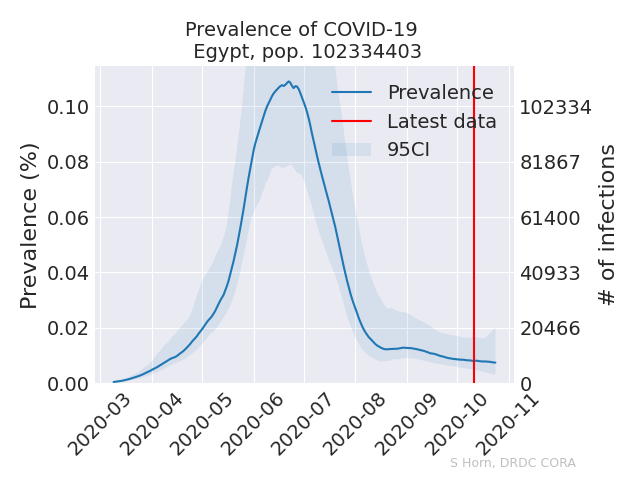 Prevalence of COVID-19
Egypt, pop. 102334403
Prevalence
Latest data
95CI
Prevalence (%)
0.10
0.08
0.06
0.04
0.02
0.00
102334
81867
61400
40933
20466
0
# of infections
2020-03
2020-04
2020-05
2020-06
2020-07
2020-08
2020-09
2020-10
2020-11
S Horn, DRDC CORA